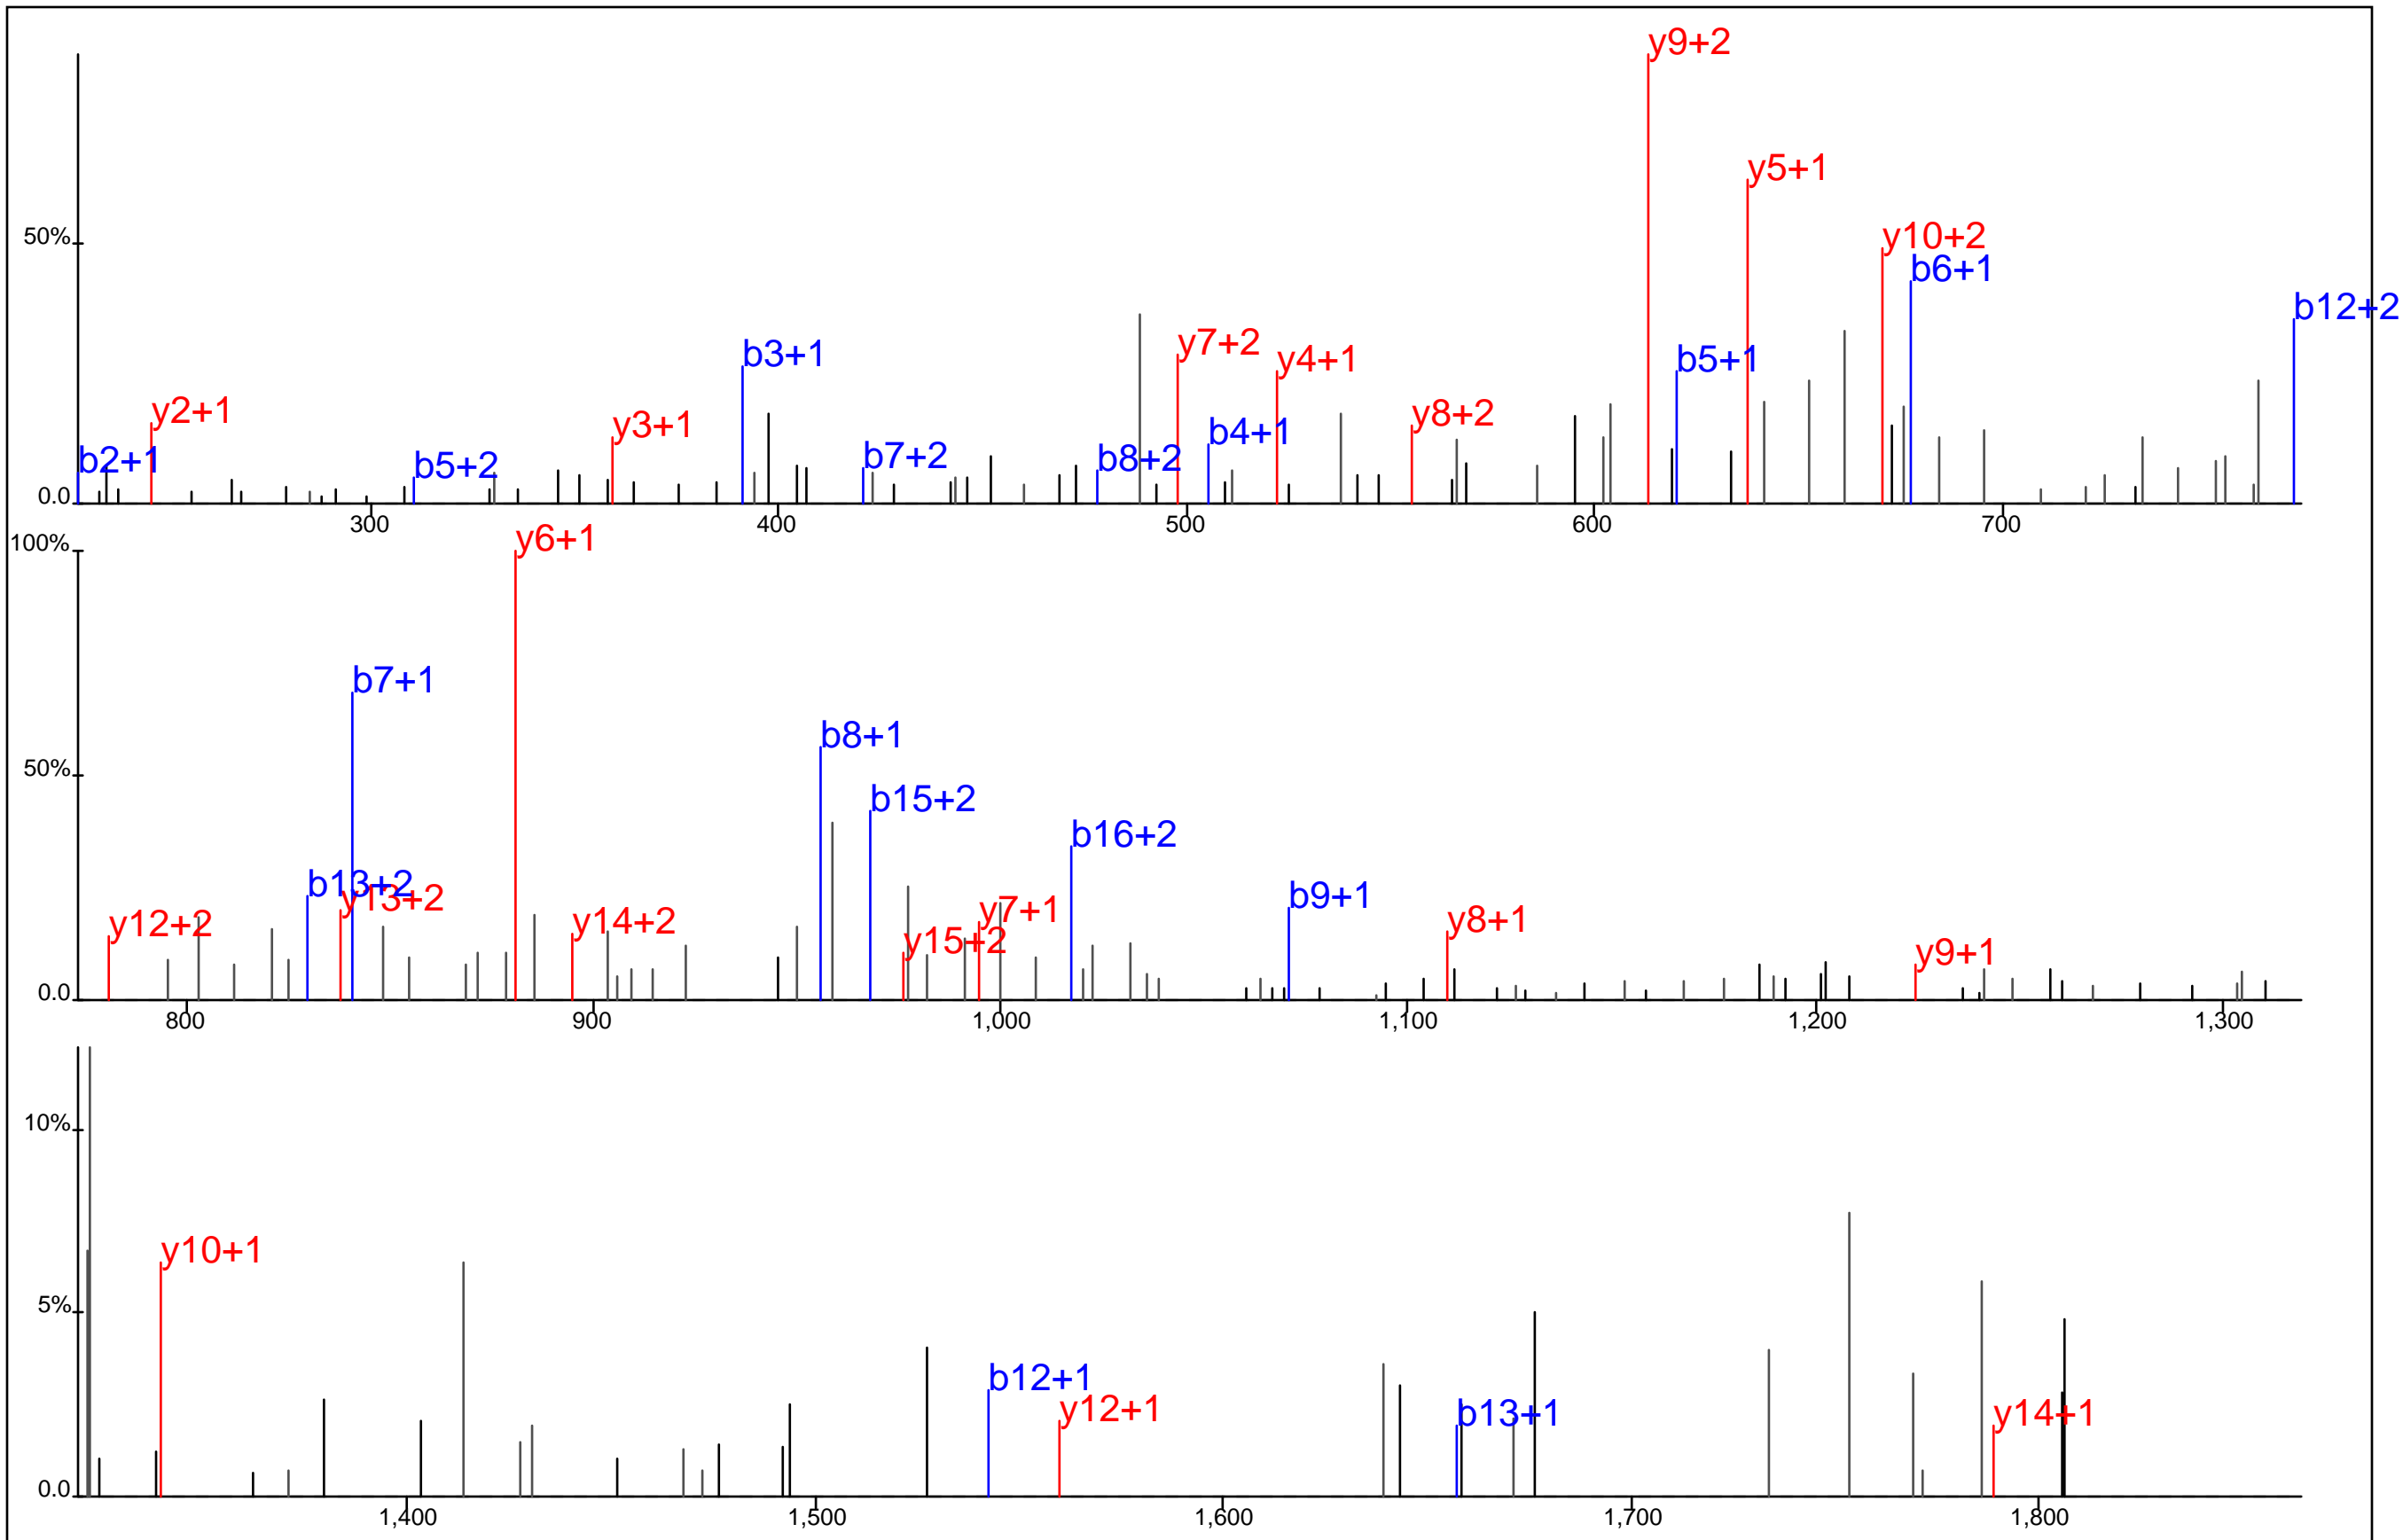 y9+2
y5+1
50%
y10+2
b6+1
b12+2
b3+1
y7+2
y4+1
b5+1
y2+1
y3+1
y8+2
b4+1
b2+1
b5+2
b7+2
b8+2
0.0
300
400
500
600
700
100%
y6+1
b7+1
50%
b8+1
b15+2
b16+2
b13+2
y13+2
y12+2
y14+2
y15+2
y7+1
b9+1
y8+1
y9+1
0.0
800
900
1,000
1,100
1,200
1,300
10%
y10+1
5%
b12+1
y12+1
b13+1
y14+1
0.0
1,400
1,500
1,600
1,700
1,800